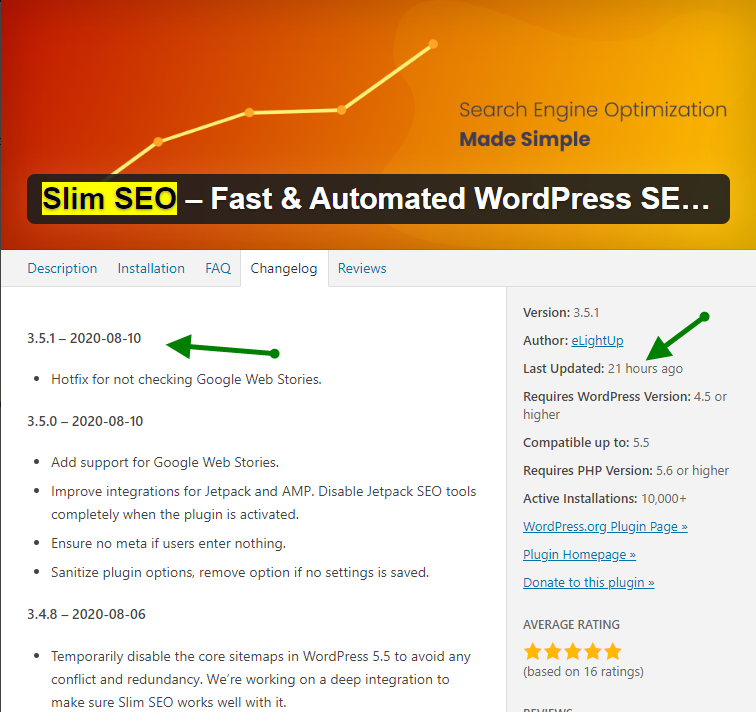 Search Engine Optimization
Made Simple
Slim SEO – Fast & Automated WordPress SE…
Description Installation FAQ Changelog Reviews
3.5.1 – 2020-08-10
Hotfix for not checking Google Web Stories.
3.5.0 – 2020-08-10
Add support for Google Web Stories.
Improve integrations for Jetpack and AMP. Disable Jetpack SEO tools
completely when the plugin is activated.
Ensure no meta if users enter nothing.
Sanitize plugin options, remove option if no settings is saved.
3.4.8 – 2020-08-06
Temporarily disable the core sitemaps in WordPress 5.5 to avoid any
conflict and redundancy. We're working on a deep integration to
make sure Slim SEO works well with it.
Version: 3.5.1
Author: eLightUp
Last Updated: 21 hours ago
Requires WordPress Version: 4.5 or
higher
Compatible up to: 5.5
Requires PHP Version: 5.6 or higher
Active Installations: 10,000+
WordPress.org Plugin Page »
Plugin Homepage »
Donate to this plugin »
AVERAGE RATING
(based on 16 ratings)
REVIEWS